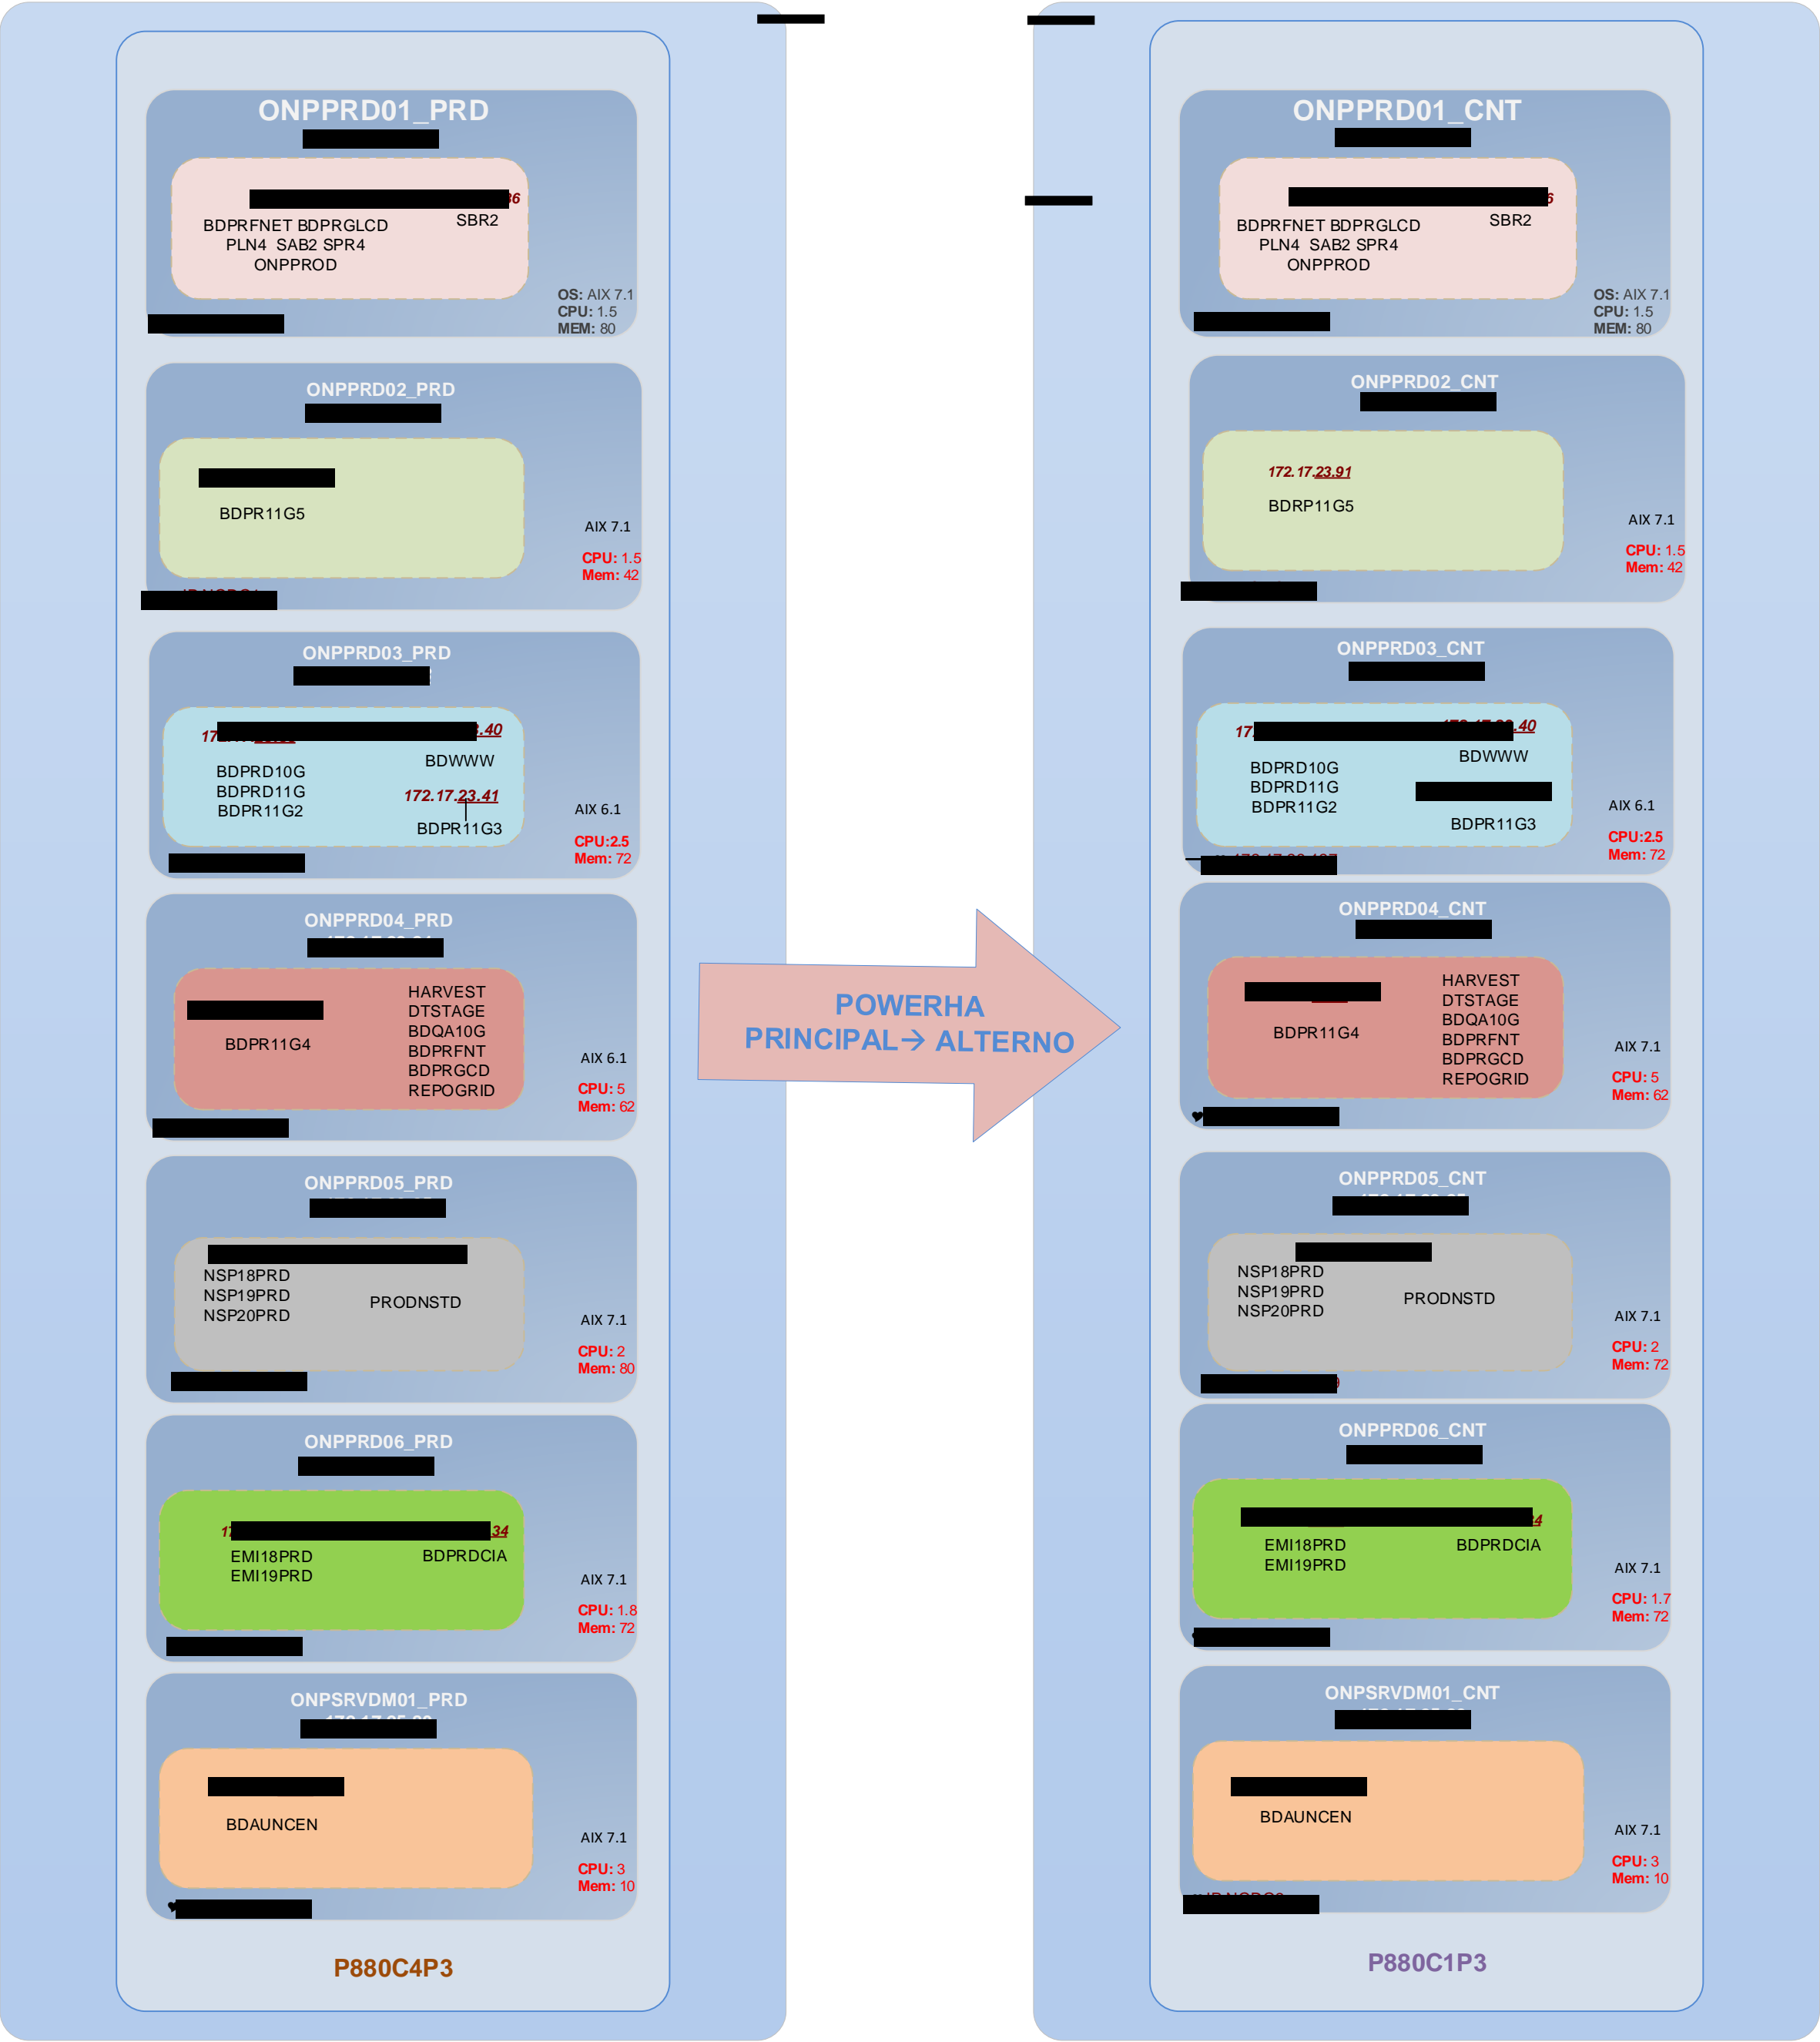 ONPPRD01_PRD
BDPRFNET BDPRGLCD
SBR2
PLN4 SAB2 SPR4
ONPPROD
OS: AIX 7.1
CPU: 1.5
MEM: 80
ONPPRD02_PRD
BDPR11G5
AIX 7.1
CPU: 1.5
Mem: 42
ONPPRD03_PRD
.40
BDWWW
BDPRD10G
BDPRD11G
BDPR11G2
172.17.23.41
BDPR11G3
AIX 6.1
CPU:2.5
Mem: 72
ONPPRD04_PRD
BDPR11G4
HARVEST
DTSTAGE
BDQA10G
BDPRFNT
BDPRGCD
REPOGRID
AIX 6.1
CPU: 5
Mem: 62
ONPPRD05_PRD
NSP18PRD
NSP19PRD
NSP20PRD
PRODNSTD
AIX 7.1
CPU: 2
Mem: 80
ONPPRD06_PRD
34
EMI18PRD
EMI19PRD
BDPRDCIA
AIX 7.1
CPU: 1.8
Mem: 72
ONPSRVDM01_PRD
BDAUNCEN
AIX 7.1
CPU: 3
Mem: 10
P880C4P3
POWERHA
PRINCIPAL→ ALTERNO
ONPPRD01_CNT
BDPRFNET BDPRGLCD
SBR2
PLN4 SAB2 SPR4
ONPPROD
OS: AIX 7.1
CPU: 1.5
MEM: 80
ONPPRD02_CNT
172.17.23.91
BDRP11G5
AIX 7.1
CPU: 1.5
Mem: 42
ONPPRD03_CNT
.40
BDWWW
BDPRD10G
BDPRD11G
BDPR11G2
BDPR11G3
AIX 6.1
CPU:2.5
Mem: 72
ONPPRD04_CNT
BDPR11G4
HARVEST
DTSTAGE
BDQA10G
BDPRFNT
BDPRGCD
REPOGRID
AIX 7.1
CPU: 5
Mem: 62
ONPPRD05_CNT
NSP18PRD
NSP19PRD
NSP20PRD
PRODNSTD
AIX 7.1
CPU: 2
Mem: 72
ONPPRD06_CNT
EMI18PRD
EMI19PRD
BDPRDCIA
AIX 7.1
CPU: 1.7
Mem: 72
ONPSRVDM01_CNT
BDAUNCEN
AIX 7.1
CPU: 3
Mem: 10
P880C1P3